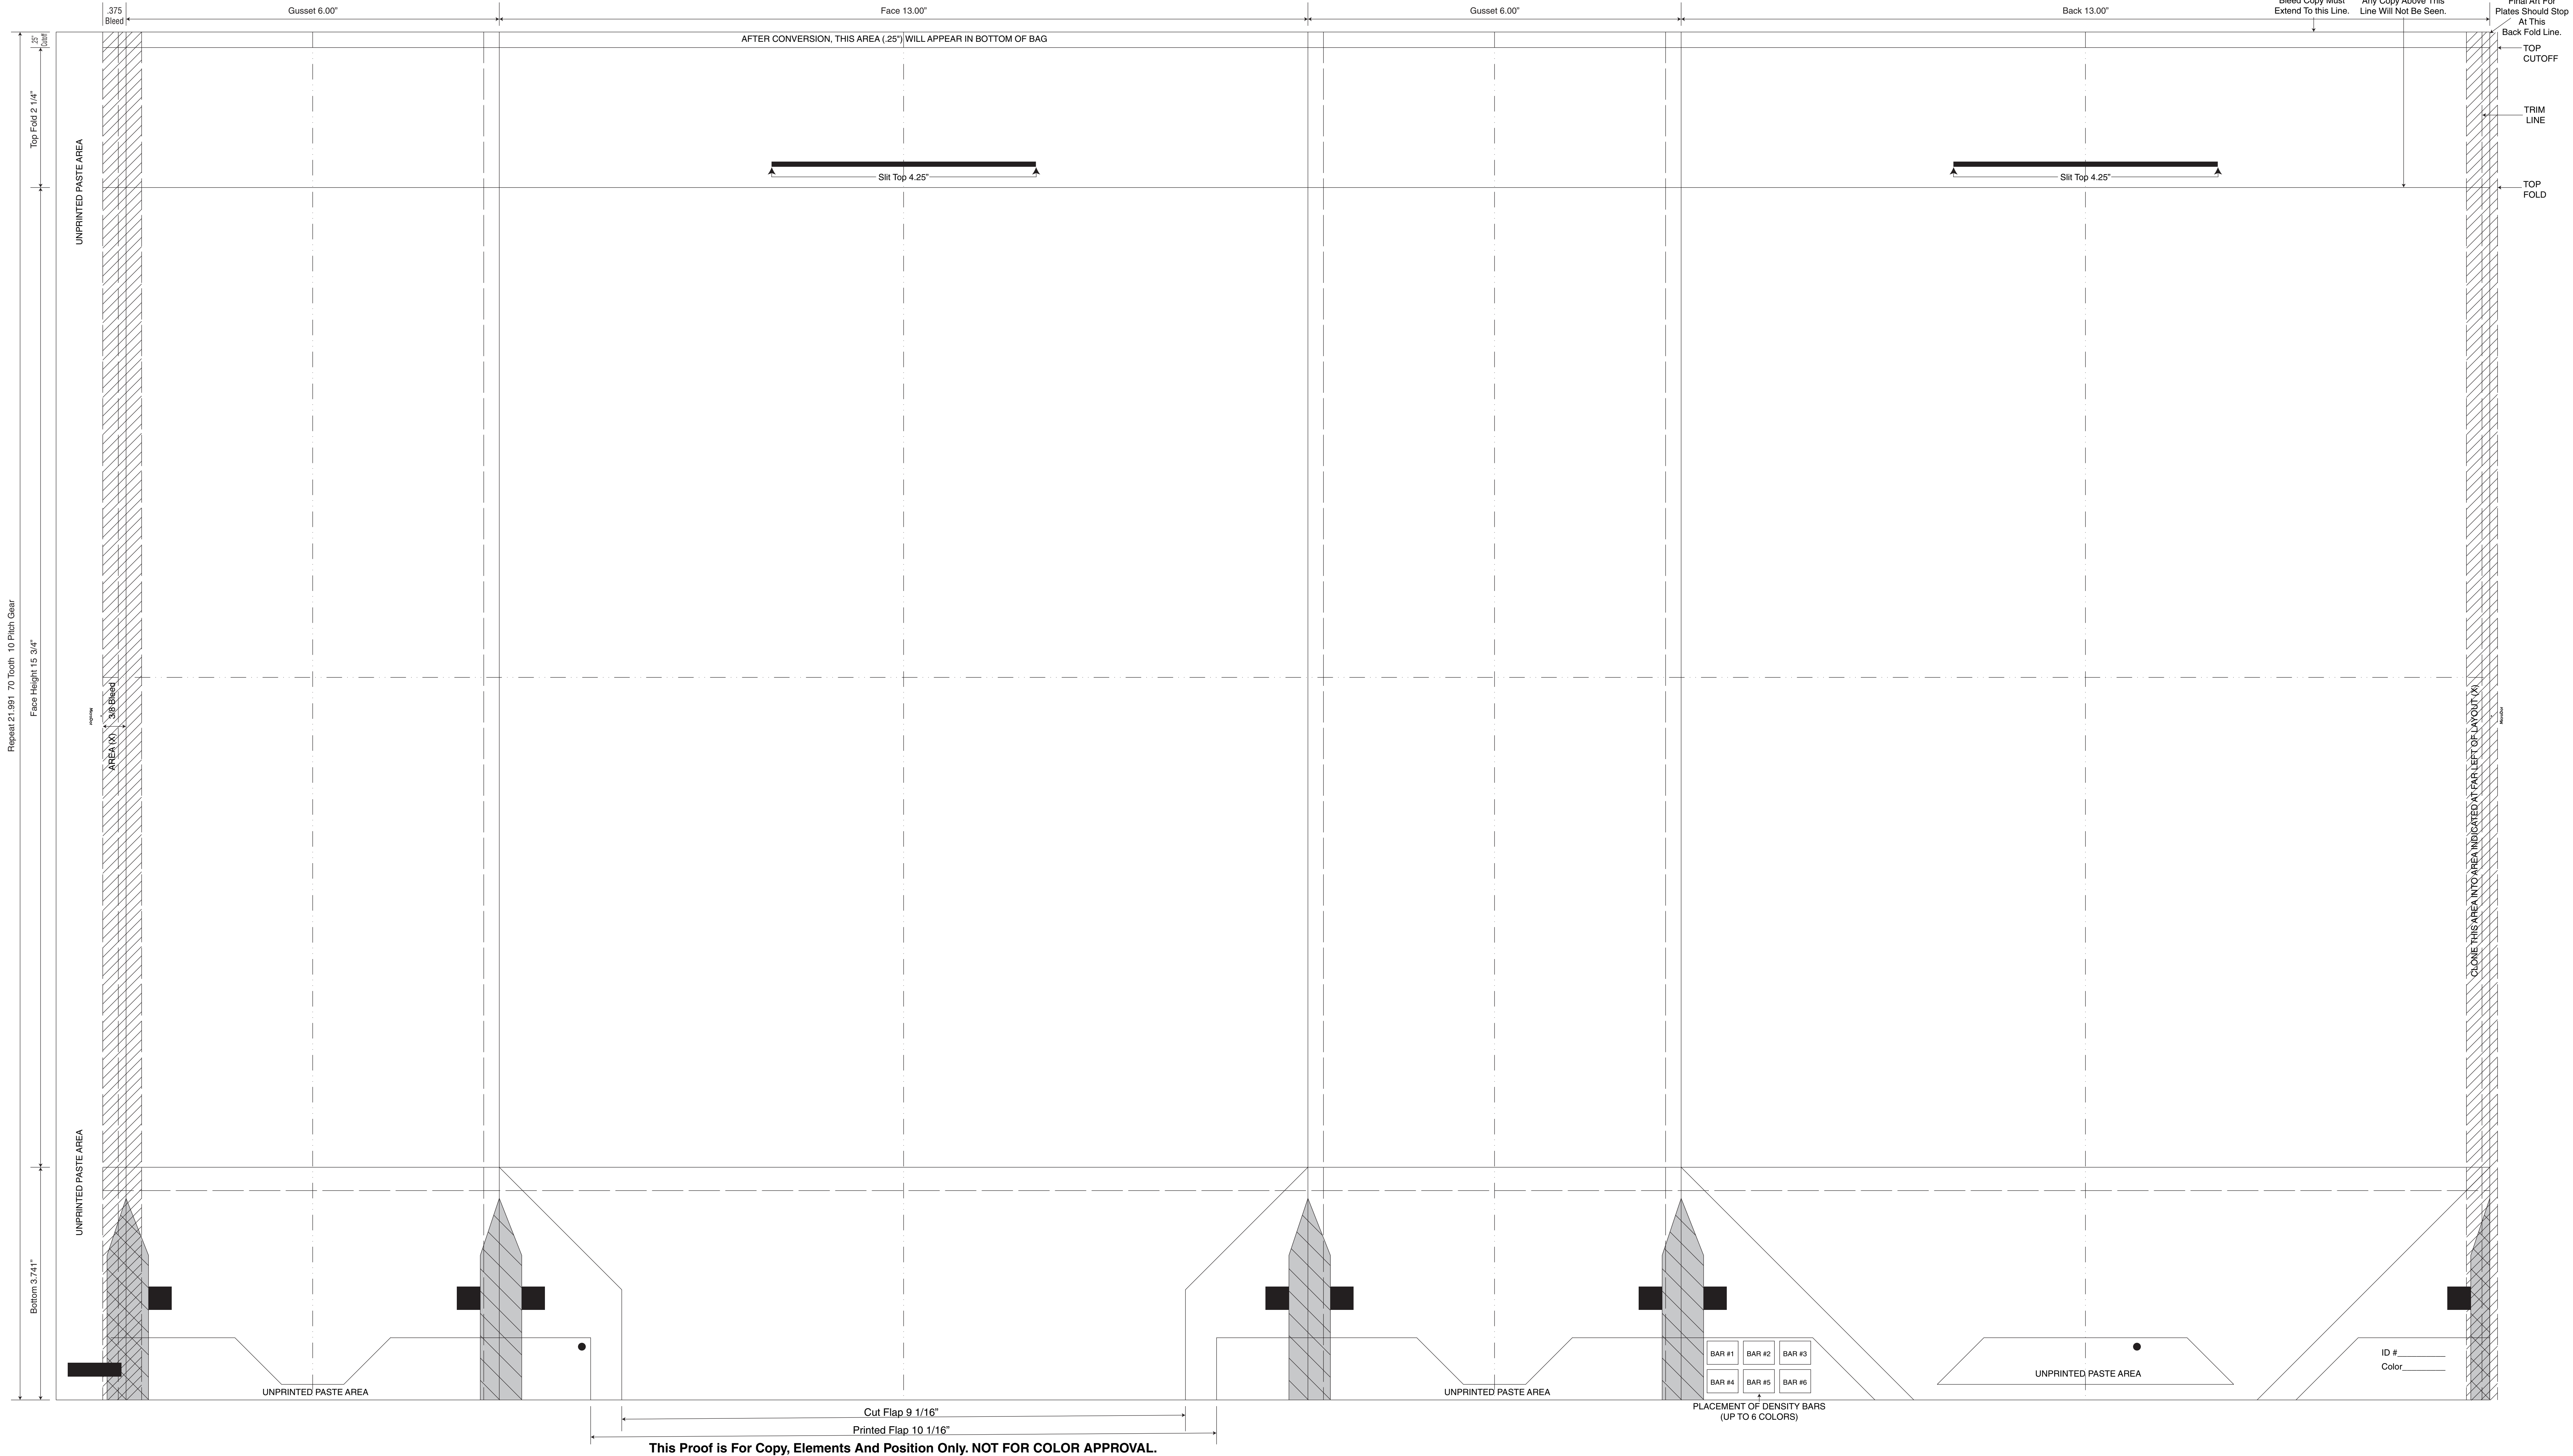 .375
Bleed
Gusset 6.00"
Face 13.00"
Gusset 6.00"
Back 13.00"
Bleed Copy Must
Extend To this Line.
Any Copy Above This
Line Will Not Be Seen.
Final Art For
Plates Should Stop
At This
Back Fold Line.
.25"
Cutoff
AFTER CONVERSION, THIS AREA (.25") WILL APPEAR IN BOTTOM OF BAG
TOP
CUTOFF
Top Fold 2 1/4"
TRIM
LINE
UNPRINTED PASTE AREA
Slit Top 4.25"
Slit Top 4.25"
TOP
FOLD
Repeat 21.991 70 Tooth 10 Pitch Gear
Face Height 15 3/4"
MicroDot
AREA (X)
3/8 Bleed
CLONE THIS AREA INTO AREA INDICATED AT FAR LEFT OF LAYOUT (X)
MicroDot
UNPRINTED PASTE AREA
Bottom 3.741"
BAR #1
BAR #2
BAR #3
ID #__________
Color_________
UNPRINTED PASTE AREA
BAR #4
BAR #5
BAR #6
UNPRINTED PASTE AREA
UNPRINTED PASTE AREA
PLACEMENT OF DENSITY BARS
(UP TO 6 COLORS)
Cut Flap 9 1/16"
Printed Flap 10 1/16"
This Proof is For Copy, Elements And Position Only. NOT FOR COLOR APPROVAL.